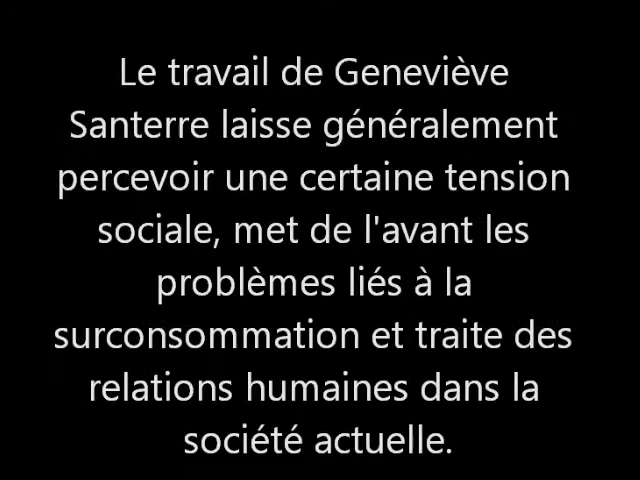 Le travail de Geneviève
Santerre laisse généralement
percevoir une certaine tension
sociale, met de l'avant les
problèmes liés à la
surconsommation et traite des
relations humaines dans la
société actuelle.